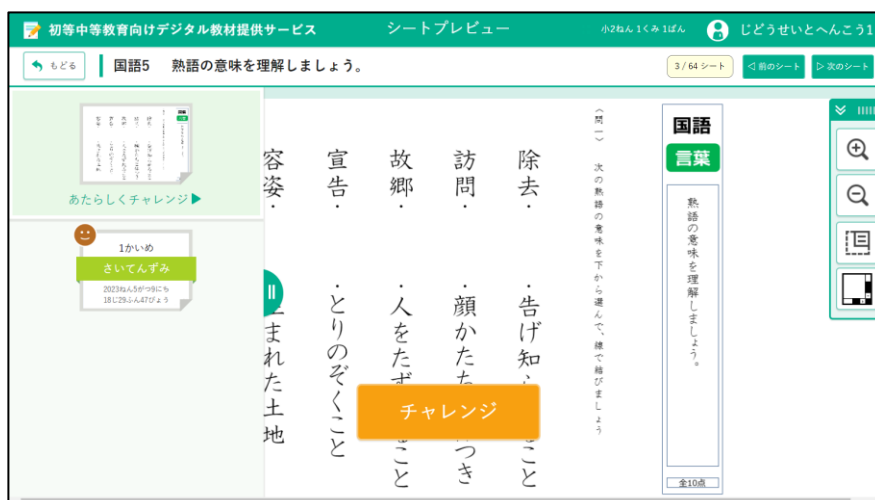 初等中等教育向けデジタル教材提供サービス
シートプレビュー
小2ねん 1くみ 1ばん
じどうせいとへんこう1
もどる
国語5 熟語の意味を理解しましょう。
3 / 64 シート
◁ 前のシート
▷ 次のシート
あたらしくチャレンジ▶
1かいめ
さいてんずみ
2023ねん5がつ9にち
18じ29ふん47びょう
国語
言葉
熟語の意味を理解しましょう。
全10点
(問一) 次の熟語の意味を下から選んで、線で結びましょう
除去・
訪問・
故郷・
宣告・
容姿・
・告げ知 こと
・顔かたち つき
・人をたず こと
・とりのぞくこと
まれた土地
チャレンジ